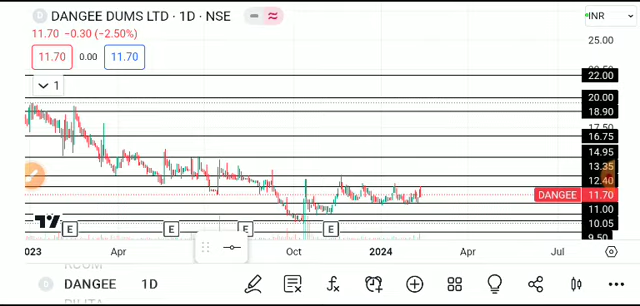 D DANGEE DUMS LTD · 1D · NSE
INR
11.70 −0.30 (−2.50%)
11.70 0.00 11.70
1
25.00
22.00
20.00
18.90
17.50
16.75
14.95
13.35
12.40
DANGEE 11.70
11.00
10.05
9.50
E E E E
2023 Apr Oct 2024 Apr Jul
DANGEE 1D